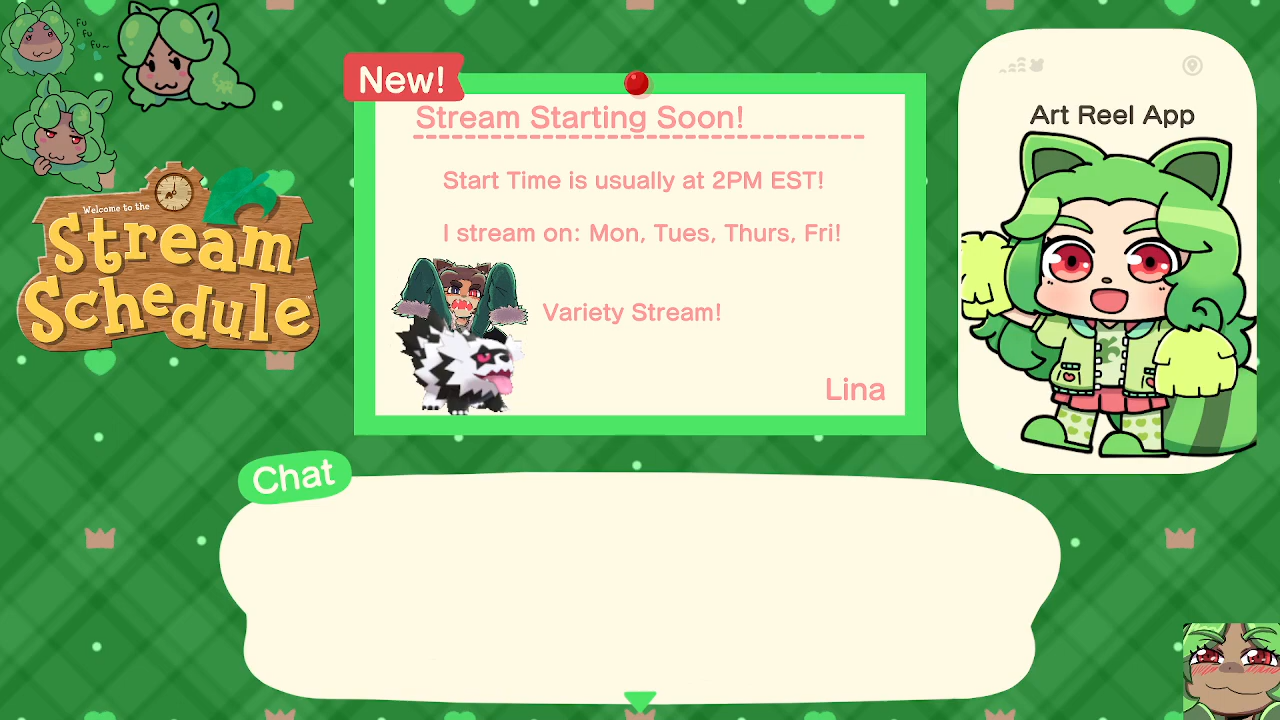 Fu
Fu
Fu~
New!
Stream Starting Soon!
Start Time is usually at 2PM EST!
I stream on: Mon, Tues, Thurs, Fri!
Variety Stream!
Lina
Art Reel App
Welcome to the
Stream
Schedule
Chat